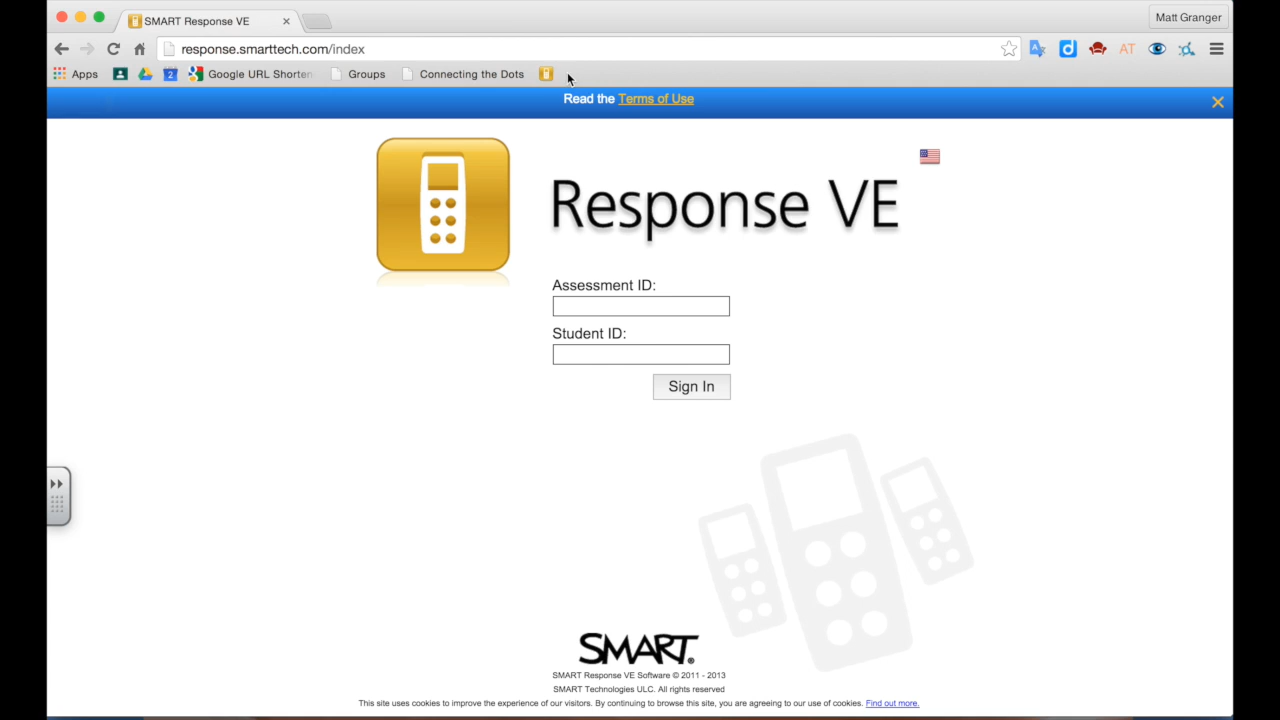 SMART Response VE
Matt Granger
response.smarttech.com/index
Apps
2
Google URL Shorten
Groups
Connecting the Dots
d
AT
Read the Terms of Use
Response VE
Assessment ID:
Student ID:
Sign In
SMART
SMART Response VE Software © 2011 - 2013
SMART Technologies ULC. All rights reserved
This site uses cookies to improve the experience of our visitors. By continuing to browse this site, you are agreeing to our use of cookies. Find out more.